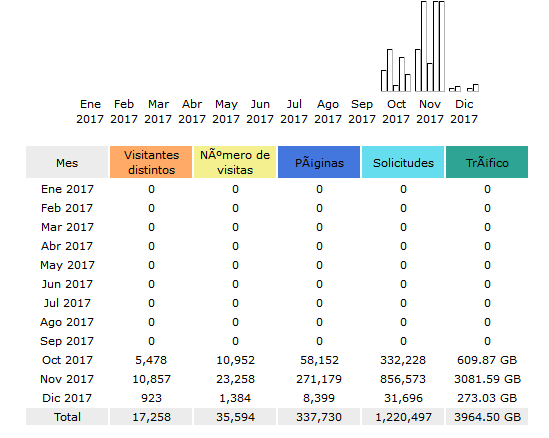 Ene Feb Mar Abr May Jun Jul Ago Sep Oct Nov Dic
2017 2017 2017 2017 2017 2017 2017 2017 2017 2017 2017 2017
Mes Visitantes distintos NÃºmero de visitas PÃ¡ginas Solicitudes TrÃ¡fico
Ene 2017 0 0 0 0 0
Feb 2017 0 0 0 0 0
Mar 2017 0 0 0 0 0
Abr 2017 0 0 0 0 0
May 2017 0 0 0 0 0
Jun 2017 0 0 0 0 0
Jul 2017 0 0 0 0 0
Ago 2017 0 0 0 0 0
Sep 2017 0 0 0 0 0
Oct 2017 5,478 10,952 58,152 332,228 609.87 GB
Nov 2017 10,857 23,258 271,179 856,573 3081.59 GB
Dic 2017 923 1,384 8,399 31,696 273.03 GB
Total 17,258 35,594 337,730 1,220,497 3964.50 GB